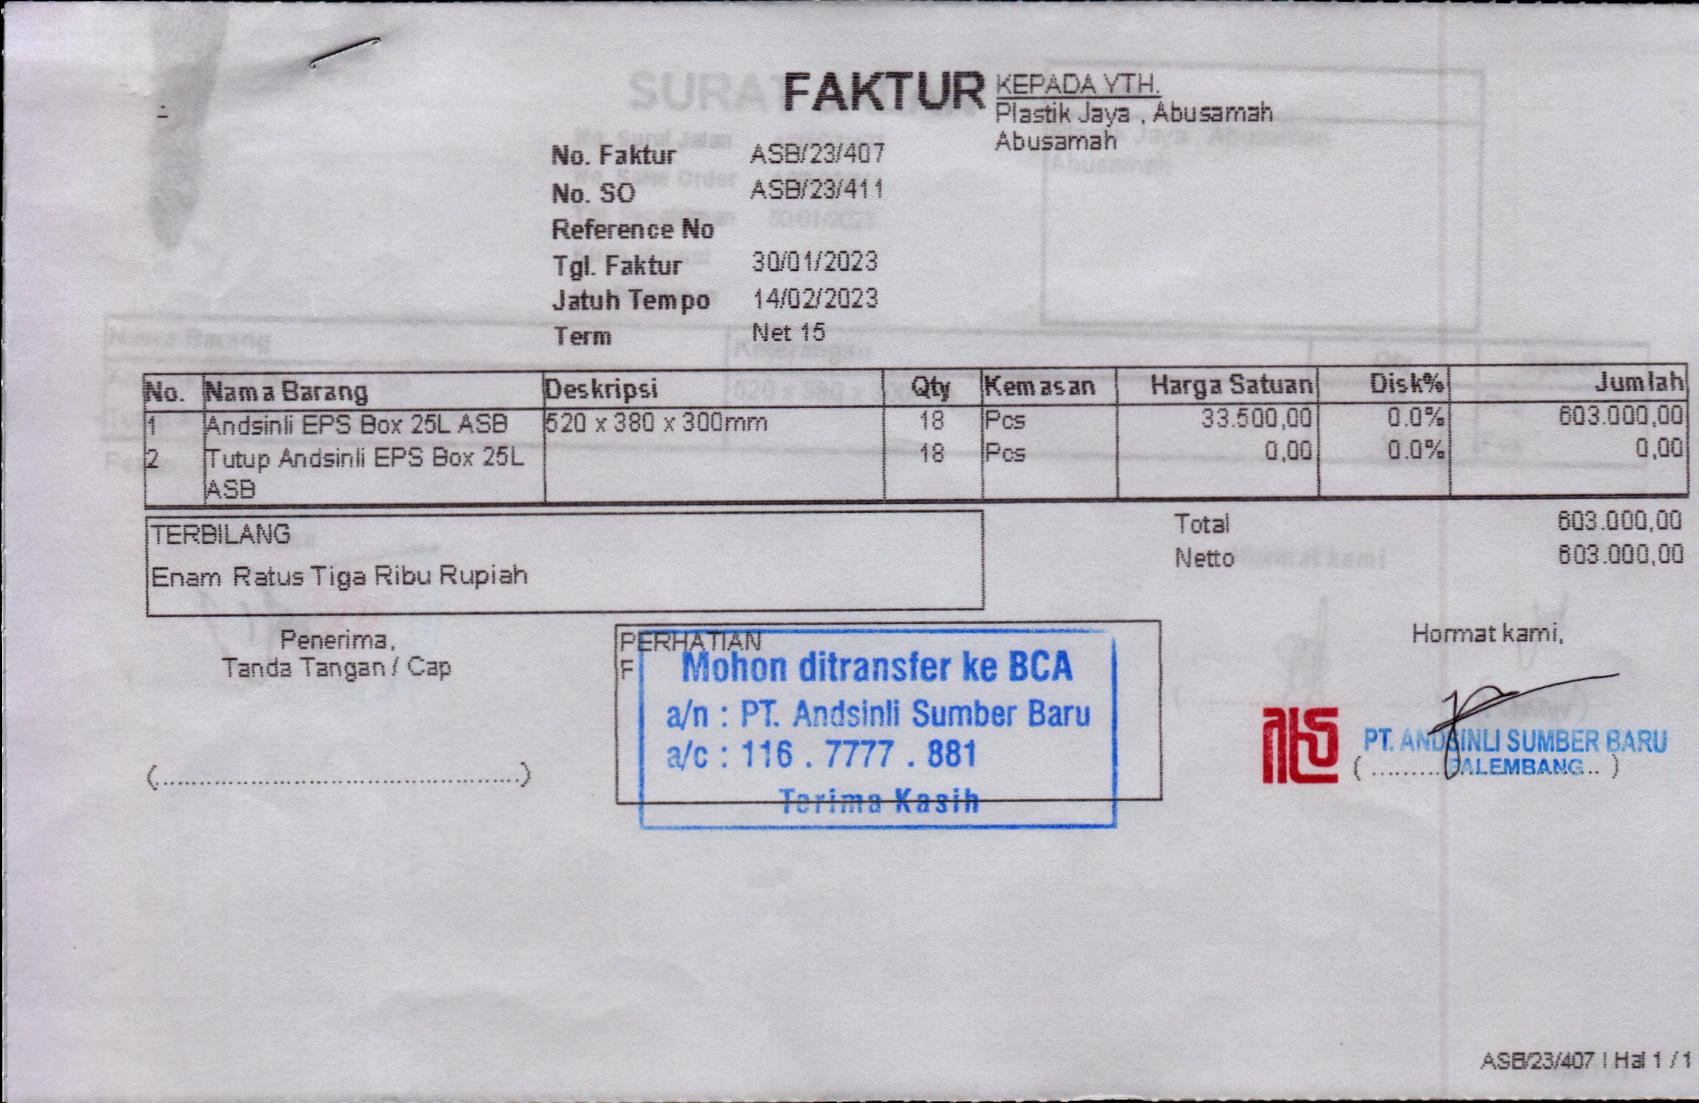 FAKTUR
KEPADA YTH.
Plastik Jaya , Abusamah
Abusamah
No. Faktur ASB/23/407
No. SO ASB/23/411
Reference No
Tgl. Faktur 30/01/2023
Jatuh Tempo 14/02/2023
Term Net 15
No. Nama Barang Deskripsi Qty Kemasan Harga Satuan Disk% Jumlah
1 Andsinli EPS Box 25L ASB 520 x 380 x 300mm 18 Pcs 33.500,00 0.0% 603.000,00
2 Tutup Andsinli EPS Box 25L 18 Pcs 0,00 0.0% 0,00
ASB
TERBILANG
Enam Ratus Tiga Ribu Rupiah
Total 603.000,00
Netto 603.000,00
Penerima,
Tanda Tangan / Cap
(..........................................)
PERHATIAN
F
Mohon ditransfer ke BCA
a/n : PT. Andsinli Sumber Baru
a/c : 116 . 7777 . 881
Terima Kasih
Hormat kami,
PT. ANDSINLI SUMBER BARU
PALEMBANG
ASB/23/407 | Hal 1 / 1